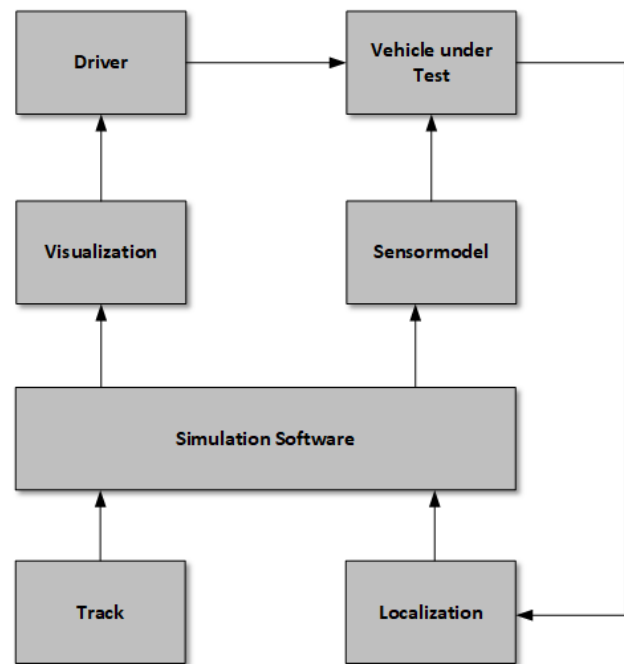 Driver
Vehicle under
Test
Visualization
Sensormodel
Simulation Software
Track
Localization